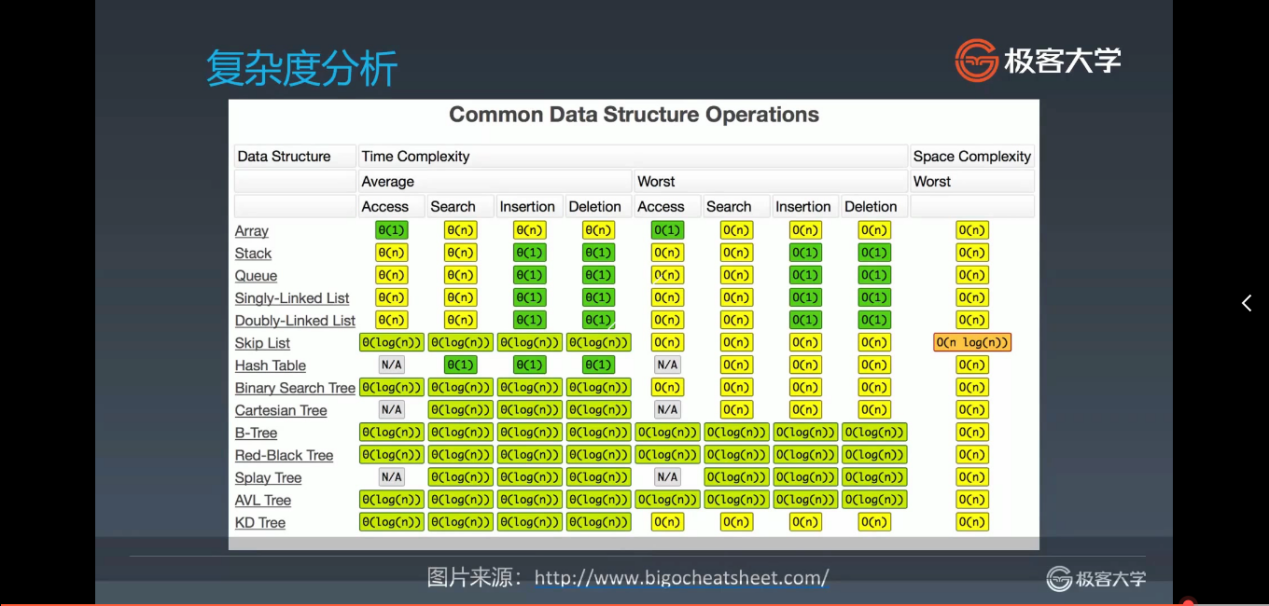 复杂度分析
极客大学
Common Data Structure Operations
Data Structure Time Complexity Space Complexity
Average Worst Worst
Access Search Insertion Deletion Access Search Insertion Deletion
Array θ(1) θ(n) θ(n) θ(n) O(1) O(n) O(n) O(n) O(n)
Stack θ(n) θ(n) θ(1) θ(1) O(n) O(n) O(1) O(1) O(n)
Queue θ(n) θ(n) θ(1) θ(1) O(n) O(n) O(1) O(1) O(n)
Singly-Linked List θ(n) θ(n) θ(1) θ(1) O(n) O(n) O(1) O(1) O(n)
Doubly-Linked List θ(n) θ(n) θ(1) θ(1) O(n) O(n) O(1) O(1) O(n)
Skip List θ(log(n)) θ(log(n)) θ(log(n)) θ(log(n)) O(n) O(n) O(n) O(n) O(n log(n))
Hash Table N/A θ(1) θ(1) θ(1) N/A O(n) O(n) O(n) O(n)
Binary Search Tree θ(log(n)) θ(log(n)) θ(log(n)) θ(log(n)) O(n) O(n) O(n) O(n) O(n)
Cartesian Tree N/A θ(log(n)) θ(log(n)) θ(log(n)) N/A O(n) O(n) O(n) O(n)
B-Tree θ(log(n)) θ(log(n)) θ(log(n)) θ(log(n)) O(log(n)) O(log(n)) O(log(n)) O(log(n)) O(n)
Red-Black Tree θ(log(n)) θ(log(n)) θ(log(n)) θ(log(n)) O(log(n)) O(log(n)) O(log(n)) O(log(n)) O(n)
Splay Tree N/A θ(log(n)) θ(log(n)) θ(log(n)) N/A O(log(n)) O(log(n)) O(log(n)) O(n)
AVL Tree θ(log(n)) θ(log(n)) θ(log(n)) θ(log(n)) O(log(n)) O(log(n)) O(log(n)) O(log(n)) O(n)
KD Tree θ(log(n)) θ(log(n)) θ(log(n)) θ(log(n)) O(n) O(n) O(n) O(n) O(n)
图片来源：http://www.bigocheatsheet.com/
极客大学